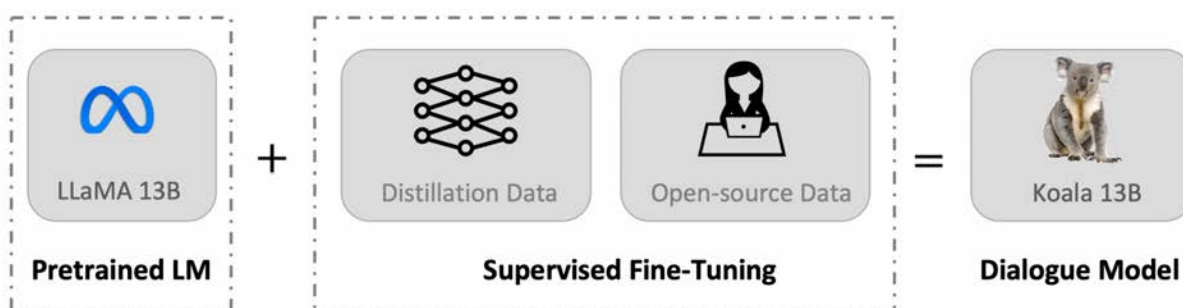 LLaMA 13B
+
Distillation Data
Open-source Data
=
Koala 13B
Pretrained LM
Supervised Fine-Tuning
Dialogue Model